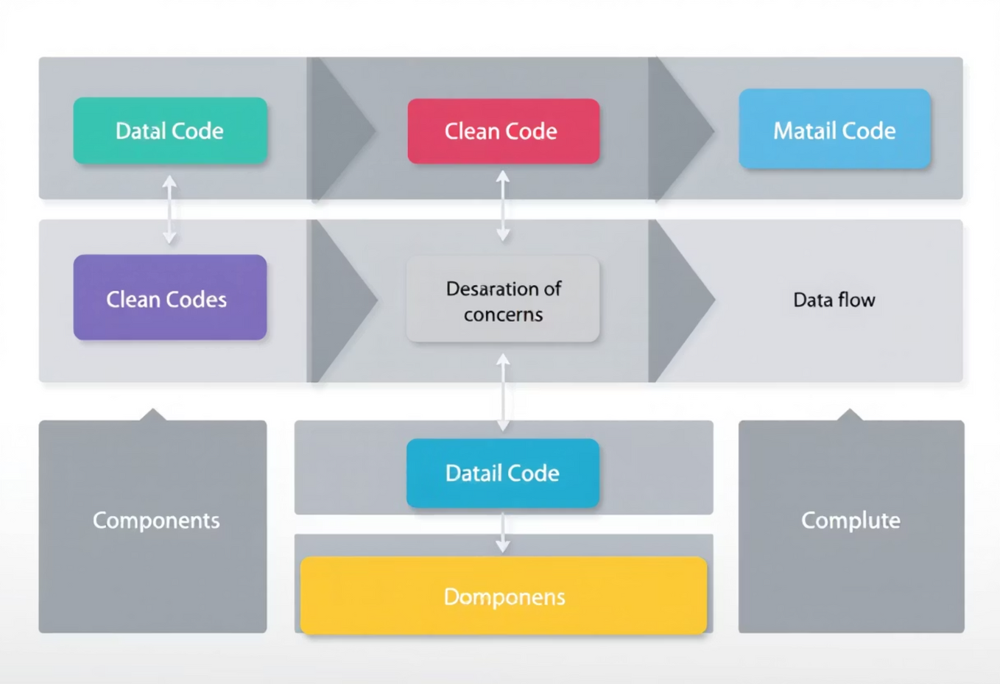 Datal Code
Clean Code
Matail Code
Clean Codes
Desaration of
concerns
Data flow
Components
Datail Code
Complute
Domponens